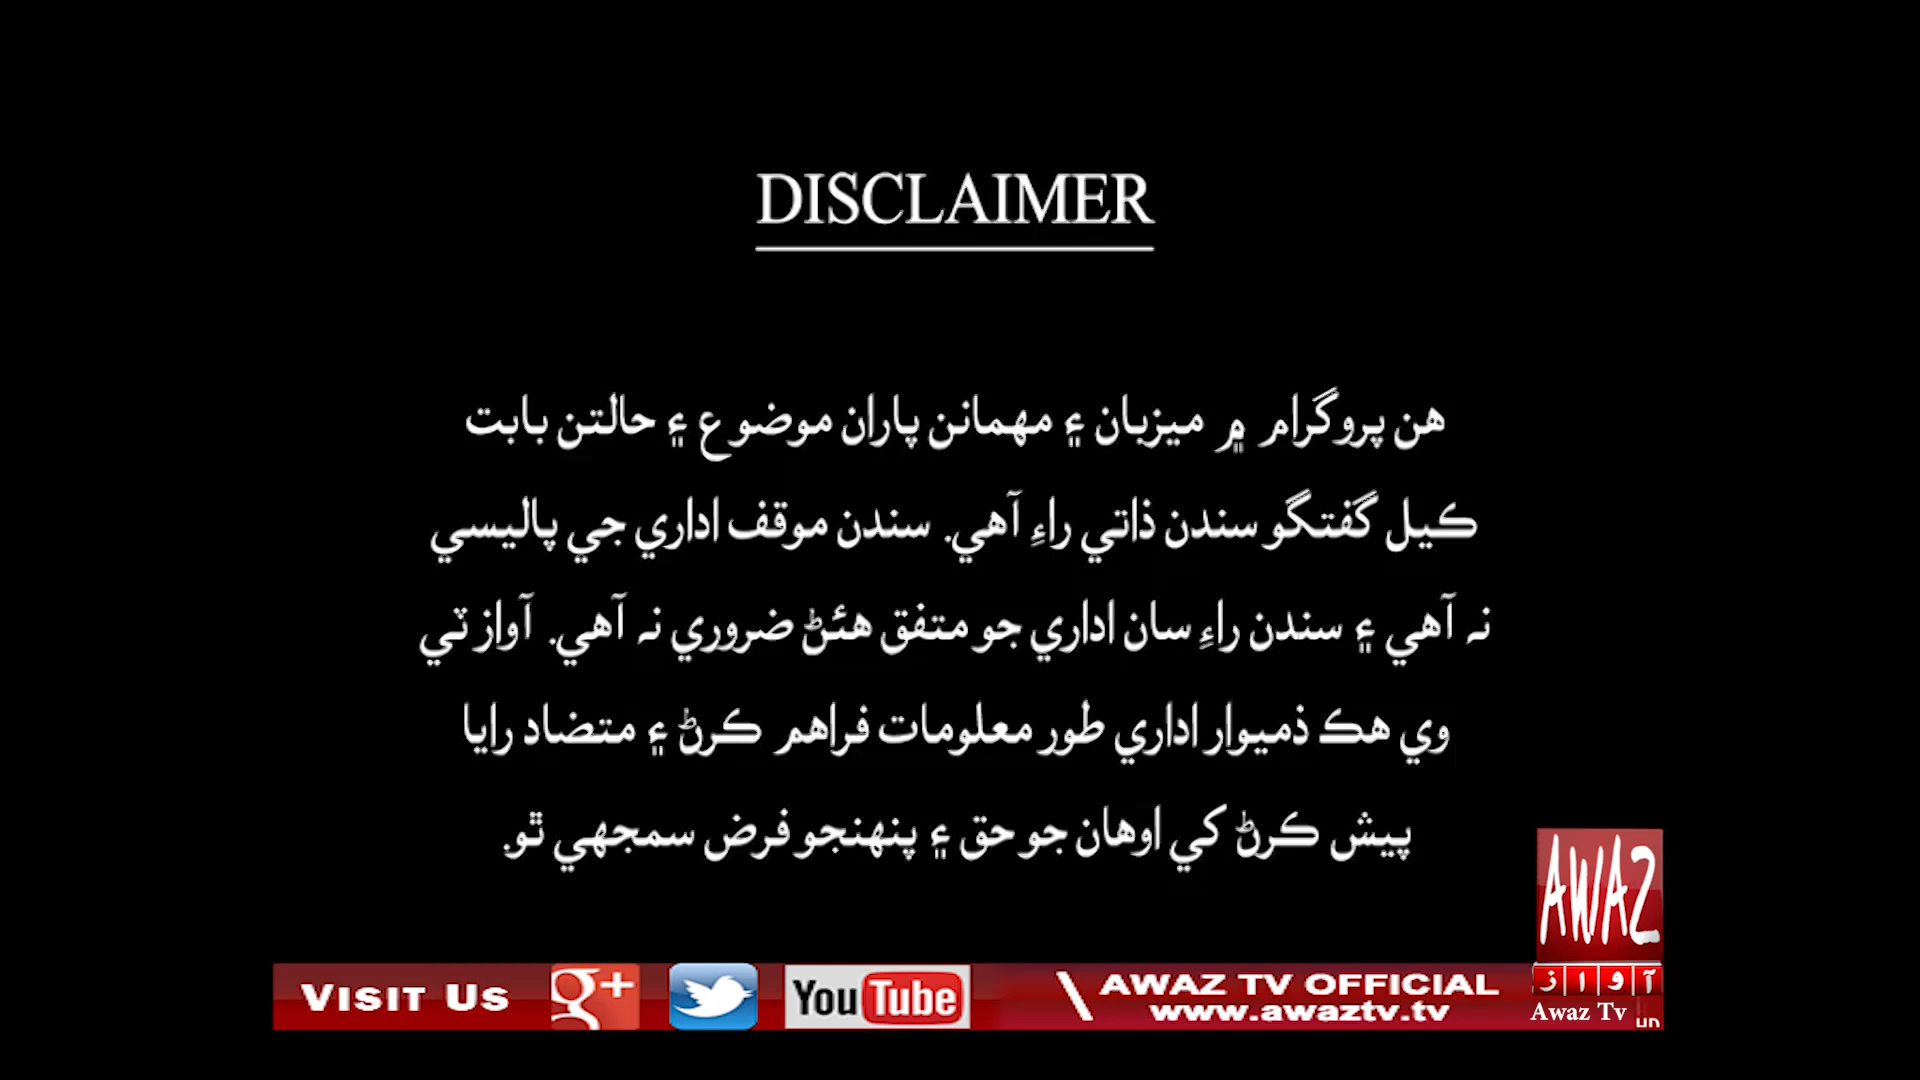 DISCLAIMER
هن پروگرام ۾ ميزبان ۽ مهمانن پاران موضوع ۽ حالتن بابت
ڪيل گفتگو سندن ذاتي راءِ آهي. سندن موقف اداري جي پاليسي
نہ آهي ۽ سندن راءِ سان اداري جو متفق هئڻ ضروري نہ آهي. آواز ٽي
وي هڪ ذميوار اداري طور معلومات فراهم ڪرڻ ۽ متضاد رايا
پيش ڪرڻ کي اوهان جو حق ۽ پنهنجو فرض سمجهي ٿو.
AWAZ
آواز
Awaz Tv
VISIT US g+ YouTube \ AWAZ TV OFFICIAL
www.awaztv.tv